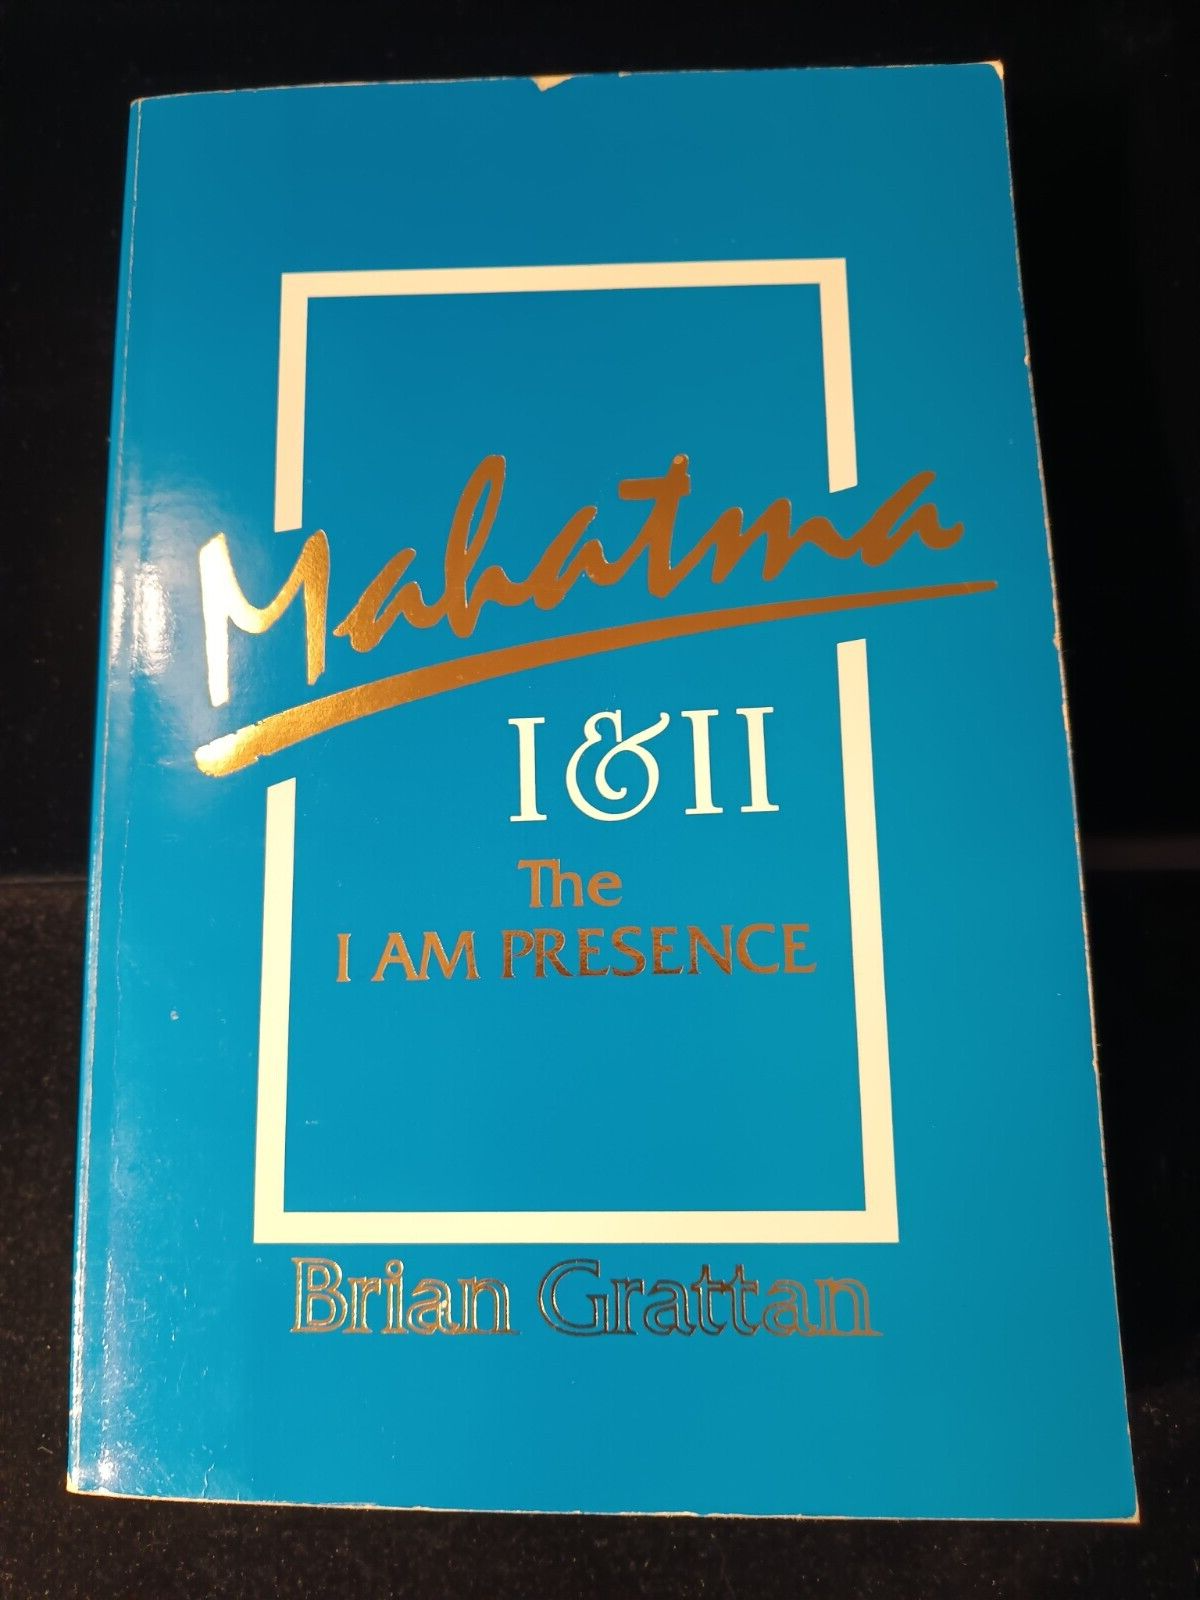 Mahatma
I & II
The
I AM PRESENCE
Brian Grattan